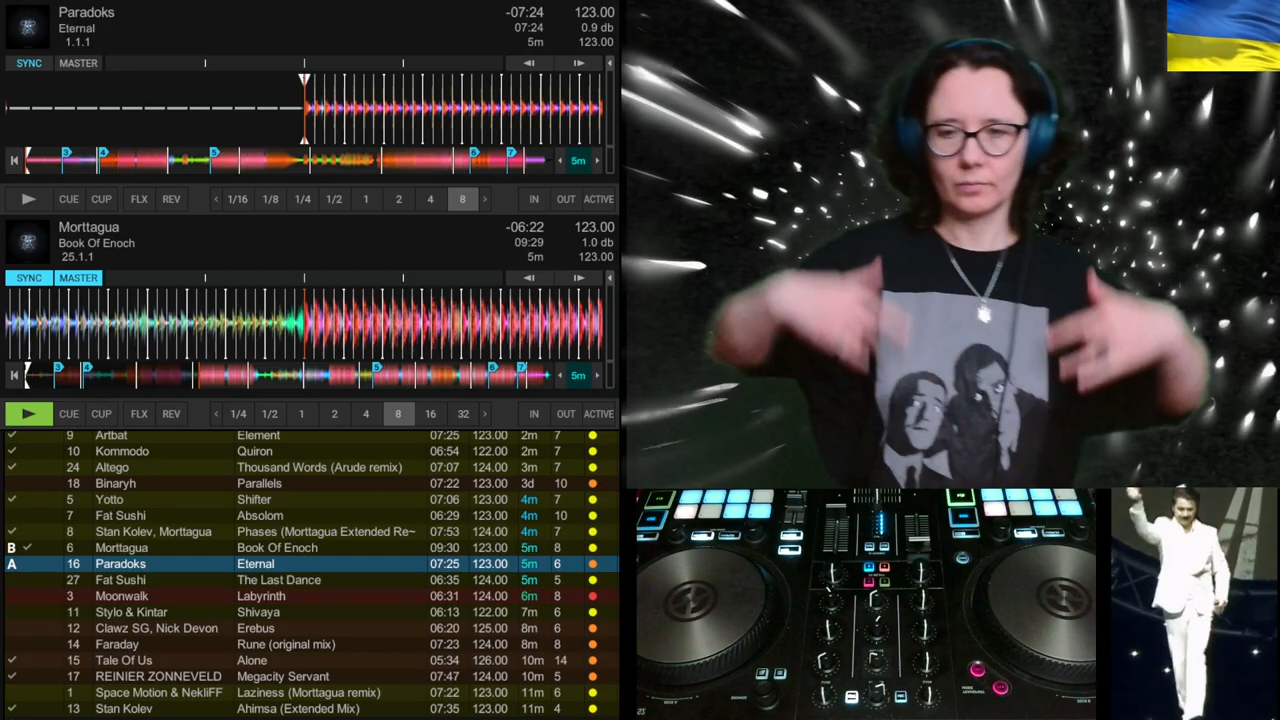 Paradoks -07:24 123.00
Eternal 07:24 0.9 db
1.1.1 5m 123.00
SYNC MASTER
3 4 5 6 7 5m
CUE CUP FLX REV 1/16 1/8 1/4 1/2 1 2 4 8 IN OUT ACTIVE
Morttagua -06:22 123.00
Book Of Enoch 09:29 1.0 db
25.1.1 5m 123.00
SYNC MASTER
3 4 5 6 7 5m
CUE CUP FLX REV 1/4 1/2 1 2 4 8 16 32 IN OUT ACTIVE
9 Artbat Element 07:25 123.00 2m 7
10 Kommodo Quiron 06:54 122.00 2m 7
24 Altego Thousand Words (Arude remix) 07:07 124.00 3m 7
18 Binaryh Parallels 07:22 123.00 3d 10
5 Yotto Shifter 07:06 124.00 4m 7
7 Fat Sushi Absolom 06:29 123.00 4m 10
8 Stan Kolev, Morttagua Phases (Morttagua Extended Re~ 07:53 124.00 4m 7
B 6 Morttagua Book Of Enoch 09:30 123.00 5m 8
A 16 Paradoks Eternal 07:25 123.00 5m 6
27 Fat Sushi The Last Dance 06:35 124.00 5m 5
3 Moonwalk Labyrinth 06:31 124.00 6m 8
11 Stylo & Kintar Shivaya 06:13 122.00 7m 6
12 Clawz SG, Nick Devon Erebus 06:20 125.00 8m 6
14 Faraday Rune (original mix) 07:23 124.00 8m 8
15 Tale Of Us Alone 05:34 126.00 10m 14
17 REINIER ZONNEVELD Megacity Servant 07:47 124.00 10m 5
1 Space Motion & NekliFF Laziness (Morttagua remix) 07:22 123.00 11m 6
13 Stan Kolev Ahimsa (Extended Mix) 07:35 124.00 11m 4